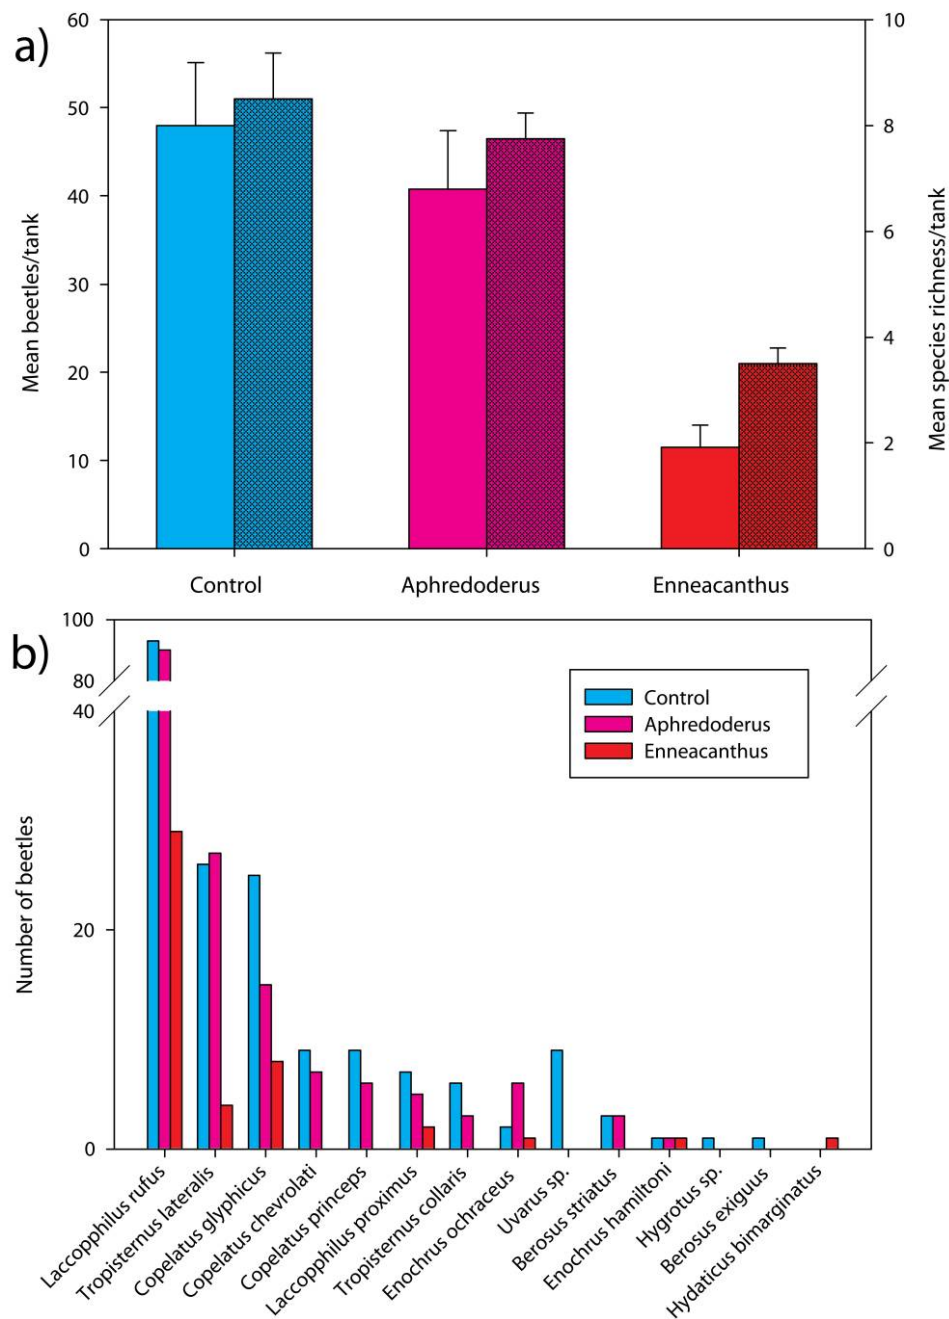 a)
60
50
40
30
20
10
0
Mean beetles/tank
10
8
6
4
2
0
Mean species richness/tank
Control
Aphredoderus
Enneacanthus
b)
100
80
40
20
0
Number of beetles
Control
Aphredoderus
Enneacanthus
Laccopphilus rufus
Tropisternus lateralis
Copelatus glyphicus
Copelatus chevrolati
Copelatus princeps
Laccopphilus proximus
Tropisternus collaris
Enochrus ochraceus
Uvarus sp.
Berosus striatus
Enochrus hamiltoni
Hygrotus sp.
Berosus exiguus
Hydaticus bimarginatus